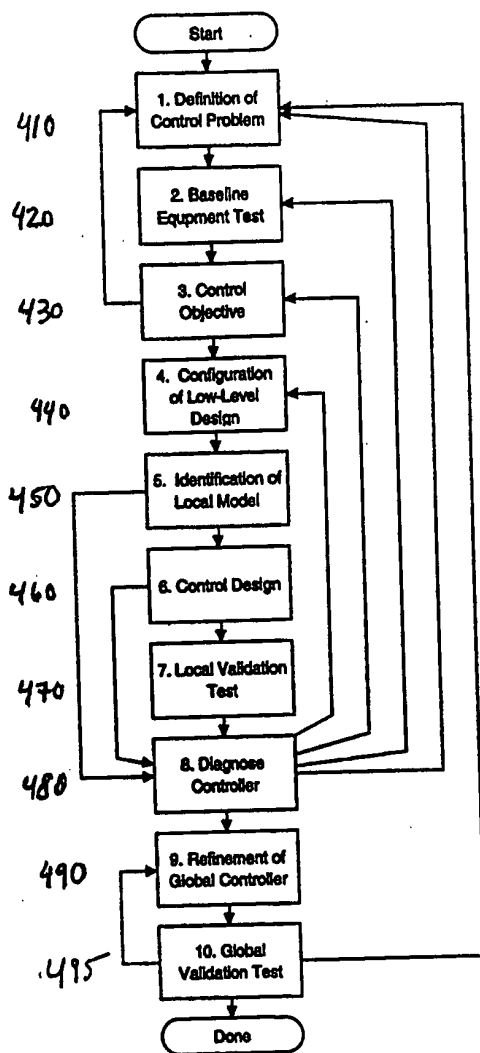 Start
410
1. Definition of
Control Problem
420
2. Baseline
Equpment Test
430
3. Control
Objective
440
4. Configuration
of Low-Level
Design
450
5. Identification of
Local Model
460
6. Control Design
470
7. Local Validation
Test
480
8. Diagnose
Controller
490
9. Refinement of
Global Controller
.495
10. Global
Validation Test
Done